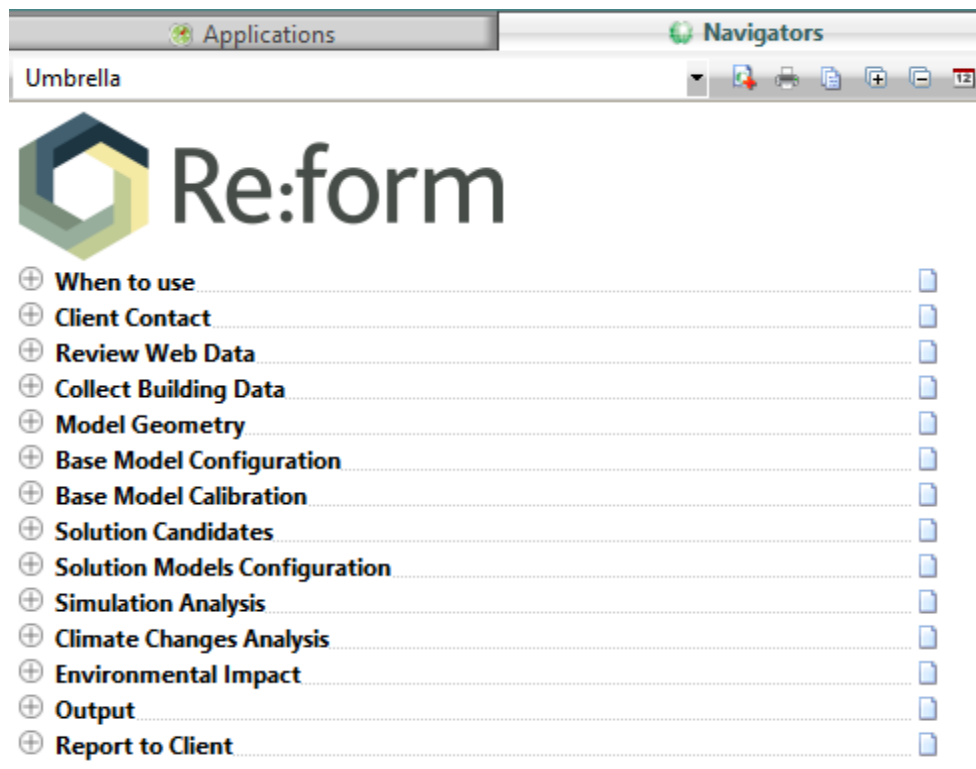 Applications Navigators
Umbrella 12
Re:form
When to use
Client Contact
Review Web Data
Collect Building Data
Model Geometry
Base Model Configuration
Base Model Calibration
Solution Candidates
Solution Models Configuration
Simulation Analysis
Climate Changes Analysis
Environmental Impact
Output
Report to Client